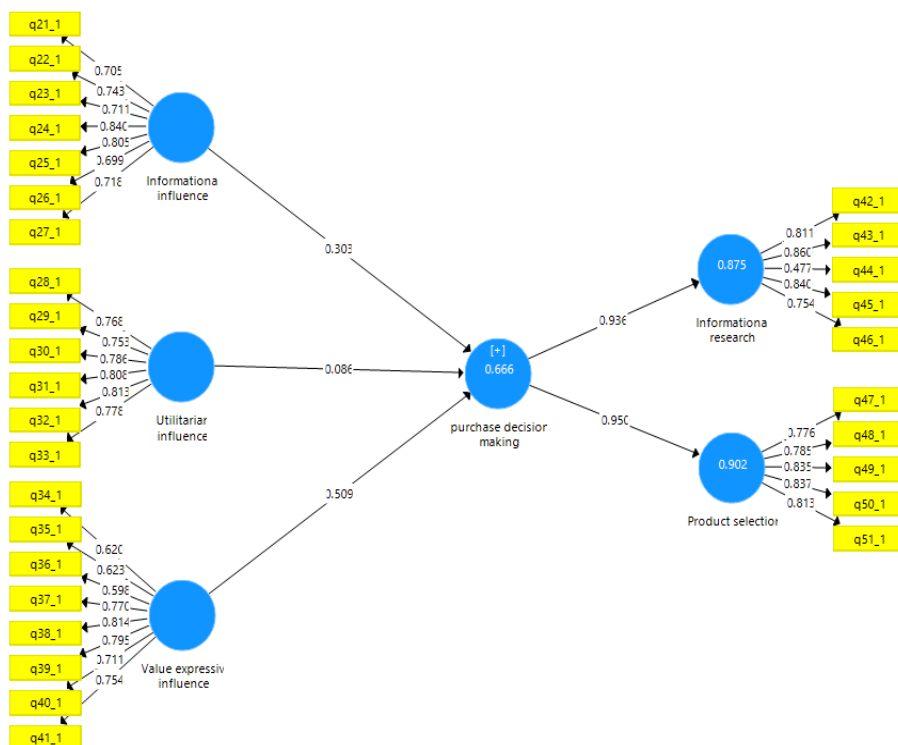 q21_1
q22_1
q23_1
q24_1
q25_1
q26_1
q27_1
0.705
0.743
0.711
0.840
0.805
0.699
0.718
Informationa
influence
0.303
q28_1
q29_1
q30_1
q31_1
q32_1
q33_1
0.768
0.753
0.786
0.808
0.813
0.778
Utilitariar
influence
0.086
q34_1
q35_1
q36_1
q37_1
q38_1
q39_1
q40_1
q41_1
0.620
0.623
0.598
0.770
0.814
0.795
0.711
0.754
Value expressiv
influence
0.509
[+]
0.666
purchase decisior
making
0.936
0.950
0.875
Informationa
research
0.811
0.860
0.477
0.840
0.754
q42_1
q43_1
q44_1
q45_1
q46_1
0.902
Product selection
0.776
0.785
0.835
0.837
0.813
q47_1
q48_1
q49_1
q50_1
q51_1